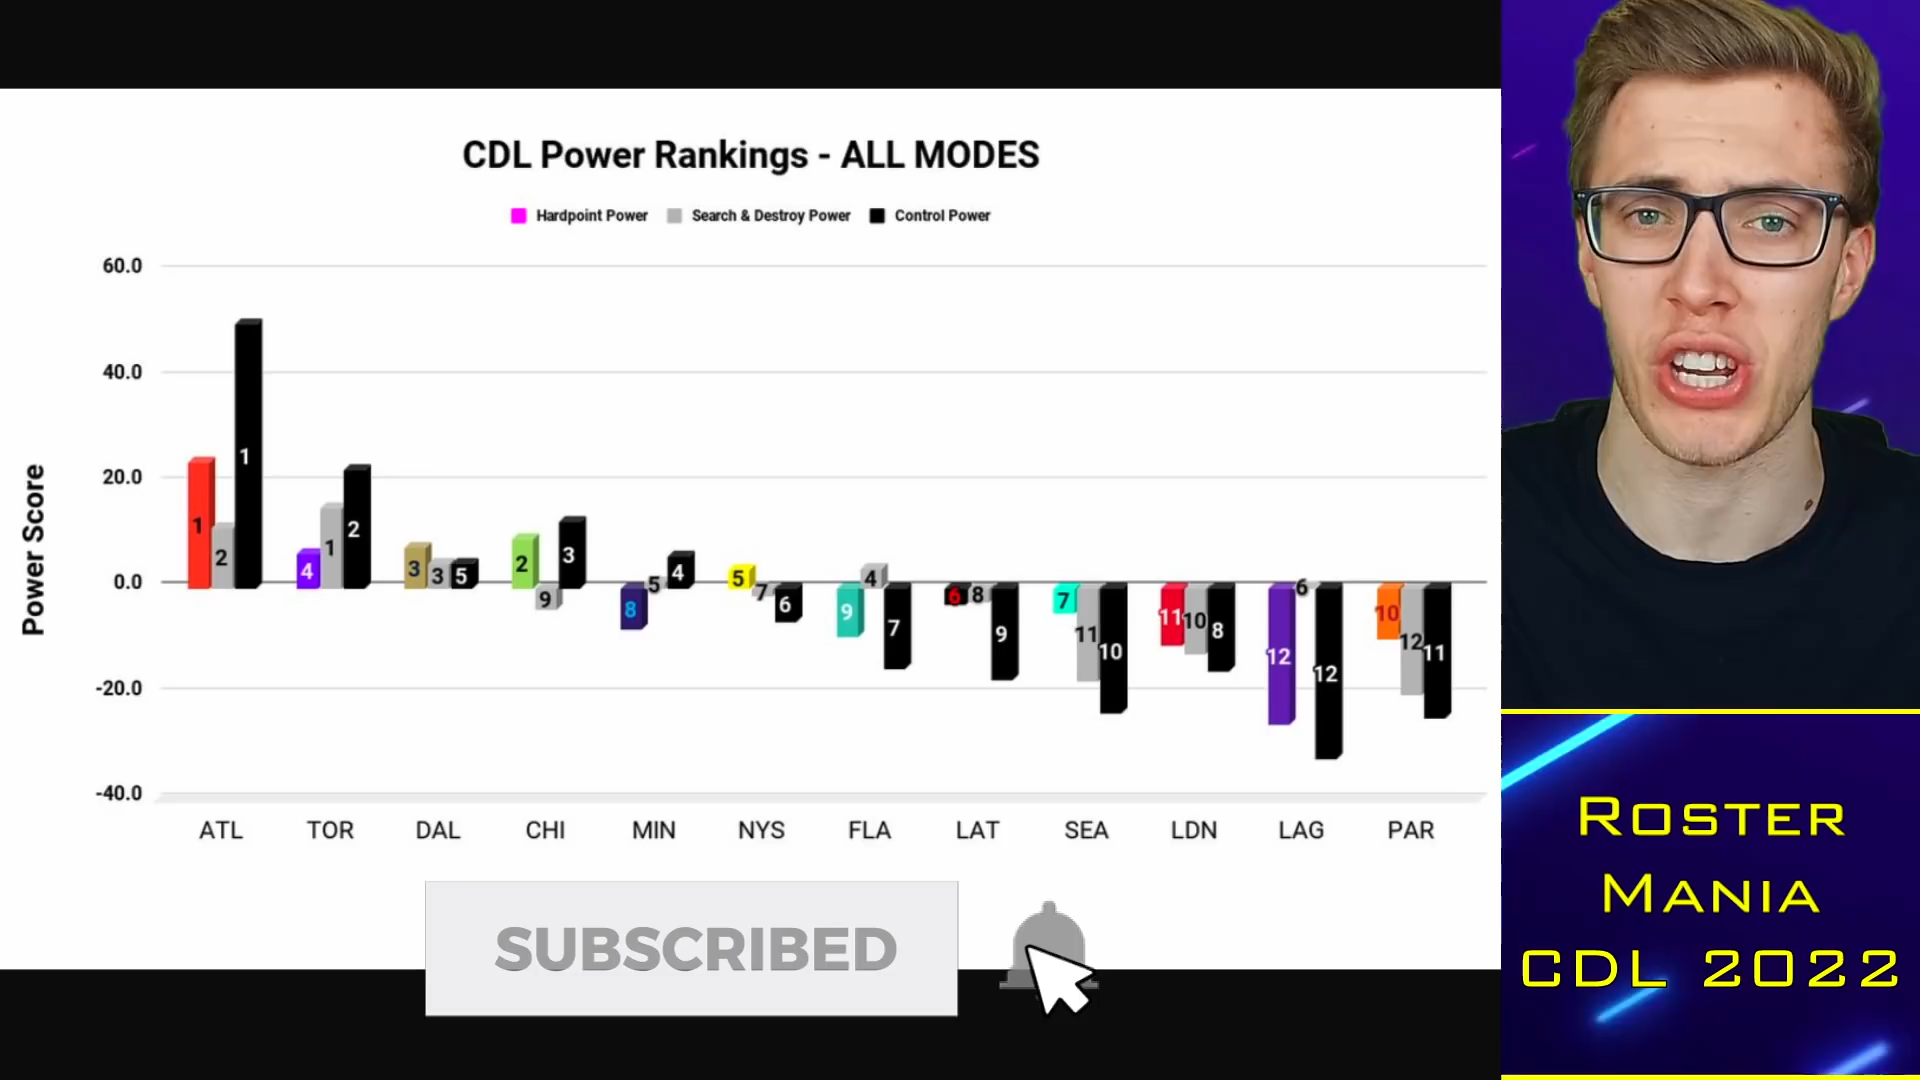 CDL Power Rankings - ALL MODES
Hardpoint Power Search & Destroy Power Control Power
Power Score
60.0
40.0
20.0
0.0
-20.0
-40.0
1 2 1
4 1 2
3 3 5
2 9 3
8 5 4
5 7 6
9 4 7
6 8 9
7 11 10
11 10 8
12 6 12
10 12 11
ATL TOR DAL CHI MIN NYS FLA LAT SEA LDN LAG PAR
SUBSCRIBED
ROSTER
MANIA
CDL 2022